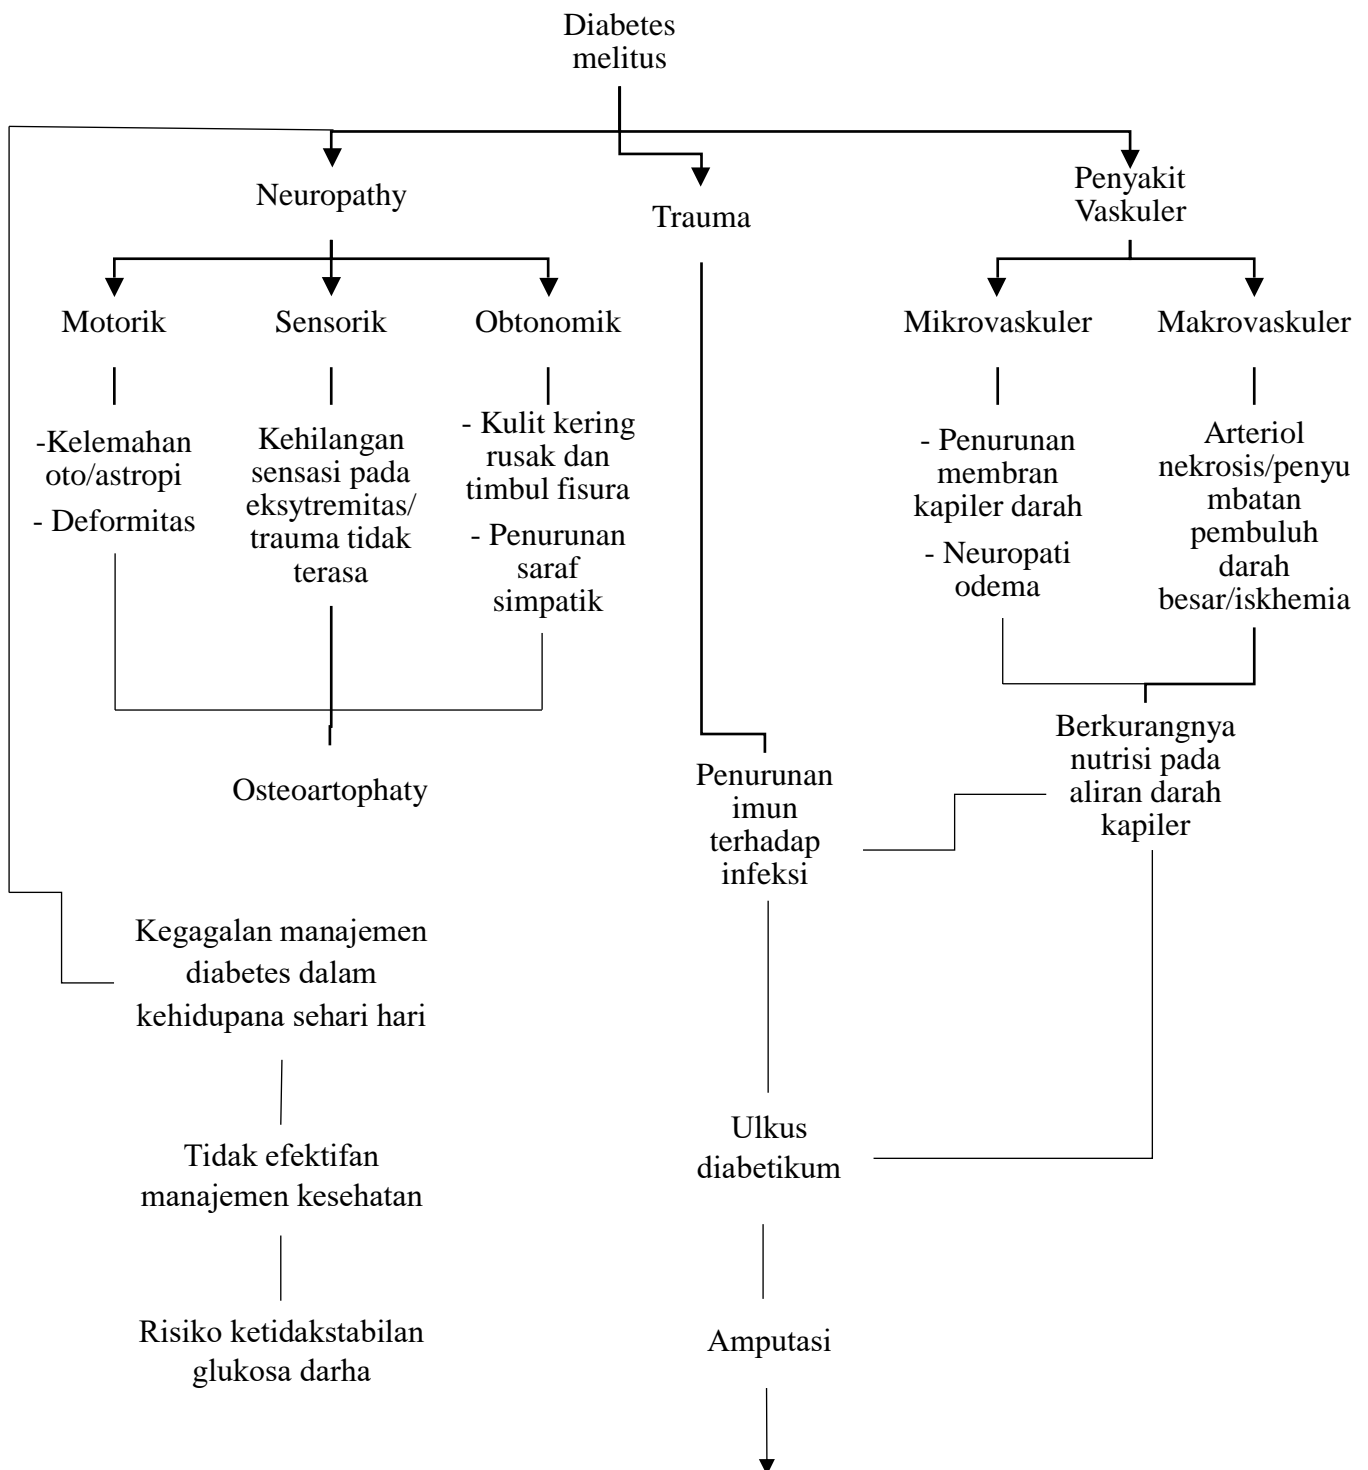 Diabetes
melitus
Neuropathy
Trauma
Penyakit
Vaskuler
Motorik
Sensorik
Obtonomik
Mikrovaskuler
Makrovaskuler
-Kelemahan
oto/astropi
- Deformitas
Kehilangan
sensasi pada
eksytremitas/
trauma tidak
terasa
- Kulit kering
rusak dan
timbul fisura
- Penurunan
saraf
simpatik
- Penurunan
membran
kapiler darah
- Neuropati
odema
Arteriol
nekrosis/penyu
mbatan
pembuluh
darah
besar/iskhemia
Osteoartophaty
Penurunan
imun
terhadap
infeksi
Berkurangnya
nutrisi pada
aliran darah
kapiler
Kegagalan manajemen
diabetes dalam
kehidupana sehari hari
Tidak efektifan
manajemen kesehatan
Ulkus
diabetikum
Risiko ketidakstabilan
glukosa darha
Amputasi